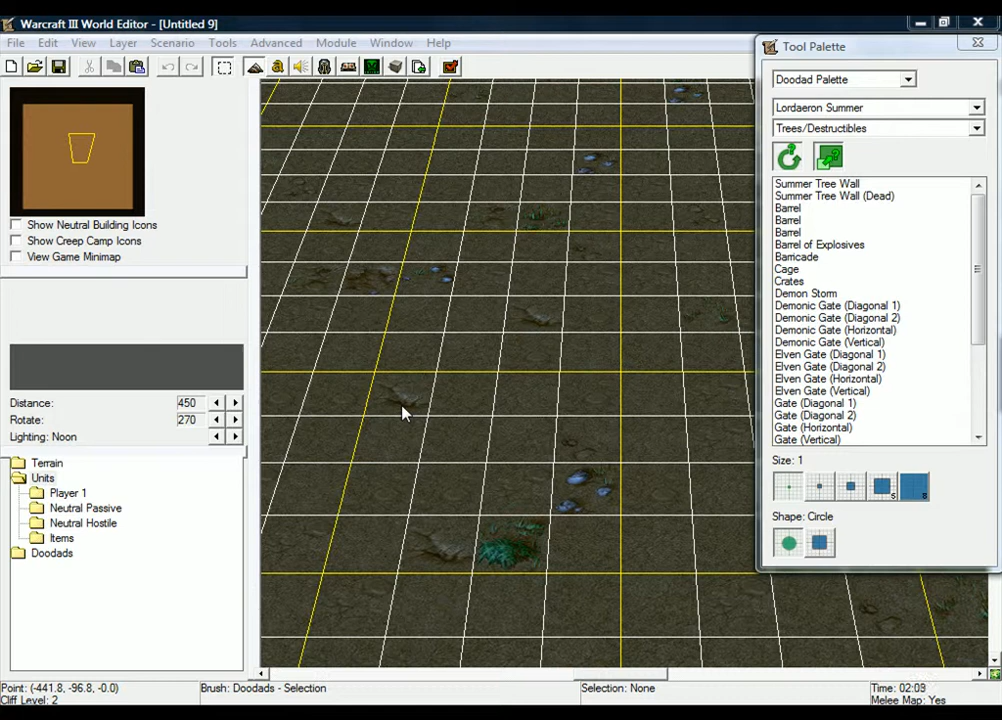 Warcraft III World Editor - [Untitled 9]
File Edit View Layer Scenario Tools Advanced Module Window Help
Show Neutral Building Icons
Show Creep Camp Icons
View Game Minimap
Distance: 450
Rotate: 270
Lighting: Noon
Terrain
Units
Player 1
Neutral Passive
Neutral Hostile
Items
Doodads
Tool Palette
Doodad Palette
Lordaeron Summer
Trees/Destructibles
Summer Tree Wall
Summer Tree Wall (Dead)
Barrel
Barrel
Barrel
Barrel of Explosives
Barricade
Cage
Crates
Demon Storm
Demonic Gate (Diagonal 1)
Demonic Gate (Diagonal 2)
Demonic Gate (Horizontal)
Demonic Gate (Vertical)
Elven Gate (Diagonal 1)
Elven Gate (Diagonal 2)
Elven Gate (Horizontal)
Elven Gate (Vertical)
Gate (Diagonal 1)
Gate (Diagonal 2)
Gate (Horizontal)
Gate (Vertical)
Size: 1
5 8
Shape: Circle
Point: (-441.8, -96.8, -0.0)
Cliff Level: 2
Brush: Doodads - Selection
Selection: None
Time: 02:09
Melee Map: Yes